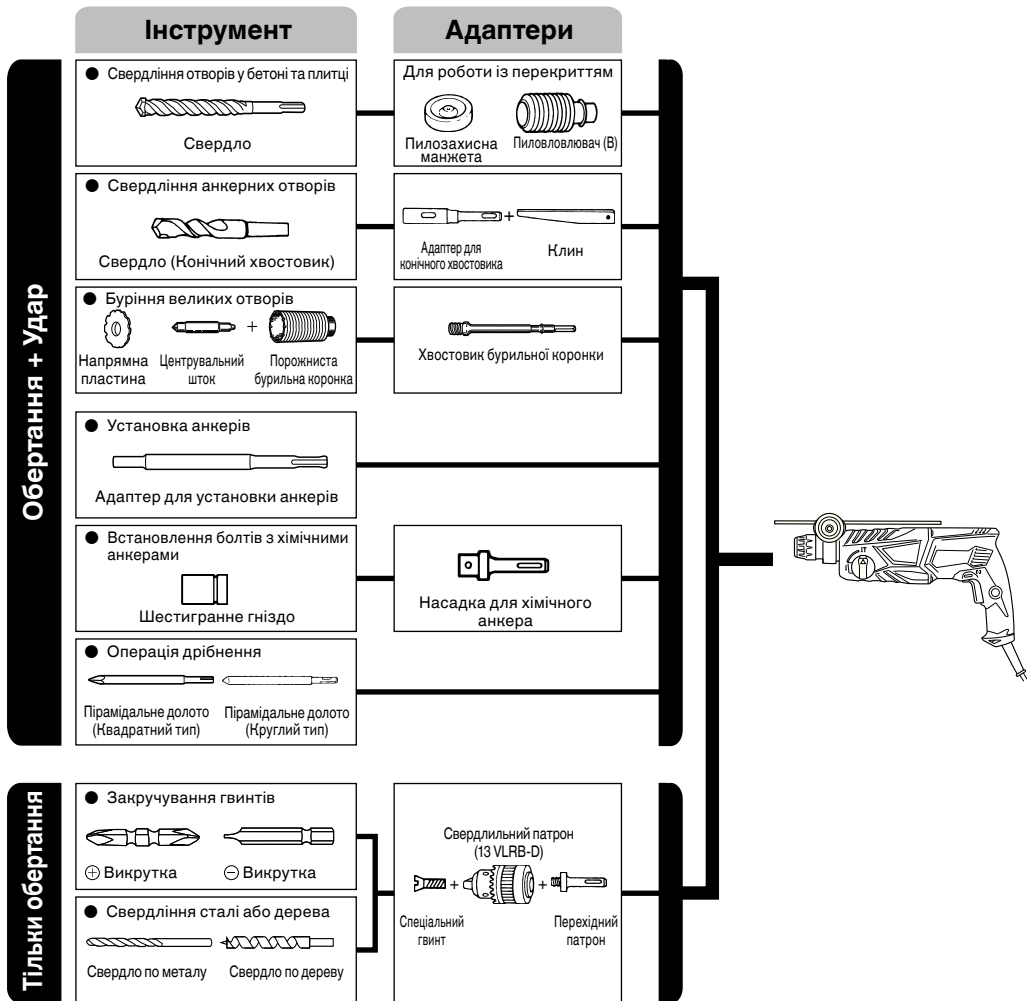 Інструмент
Адаптери
Обертання + Удар
● Свердління отворів у бетоні та плитці
Свердло
Для роботи із перекриттям
Пилозахисна
манжета
Пиловловлювач (B)
● Свердління анкерних отворів
Свердло (Конічний хвостовик)
+
Адаптер для
конічного хвостовика
Клин
● Буріння великих отворів
+
Напрямна
пластина
Центрувальний
шток
Порожниста
бурильна коронка
Хвостовик бурильної коронки
● Установка анкерів
Адаптер для установки анкерів
● Встановлення болтів з хімічними
анкерами
Шестигранне гніздо
Насадка для хімічного
анкера
● Операція дрібнення
Пірамідальне долото
(Квадратний тип)
Пірамідальне долото
(Круглий тип)
Тільки обертання
● Закручування гвинтів
⊕ Викрутка
⊖ Викрутка
● Свердління сталі або дерева
Свердло по металу
Свердло по дереву
Свердлильний патрон
(13 VLRB-D)
+
+
Спеціальний
гвинт
Перехідний
патрон